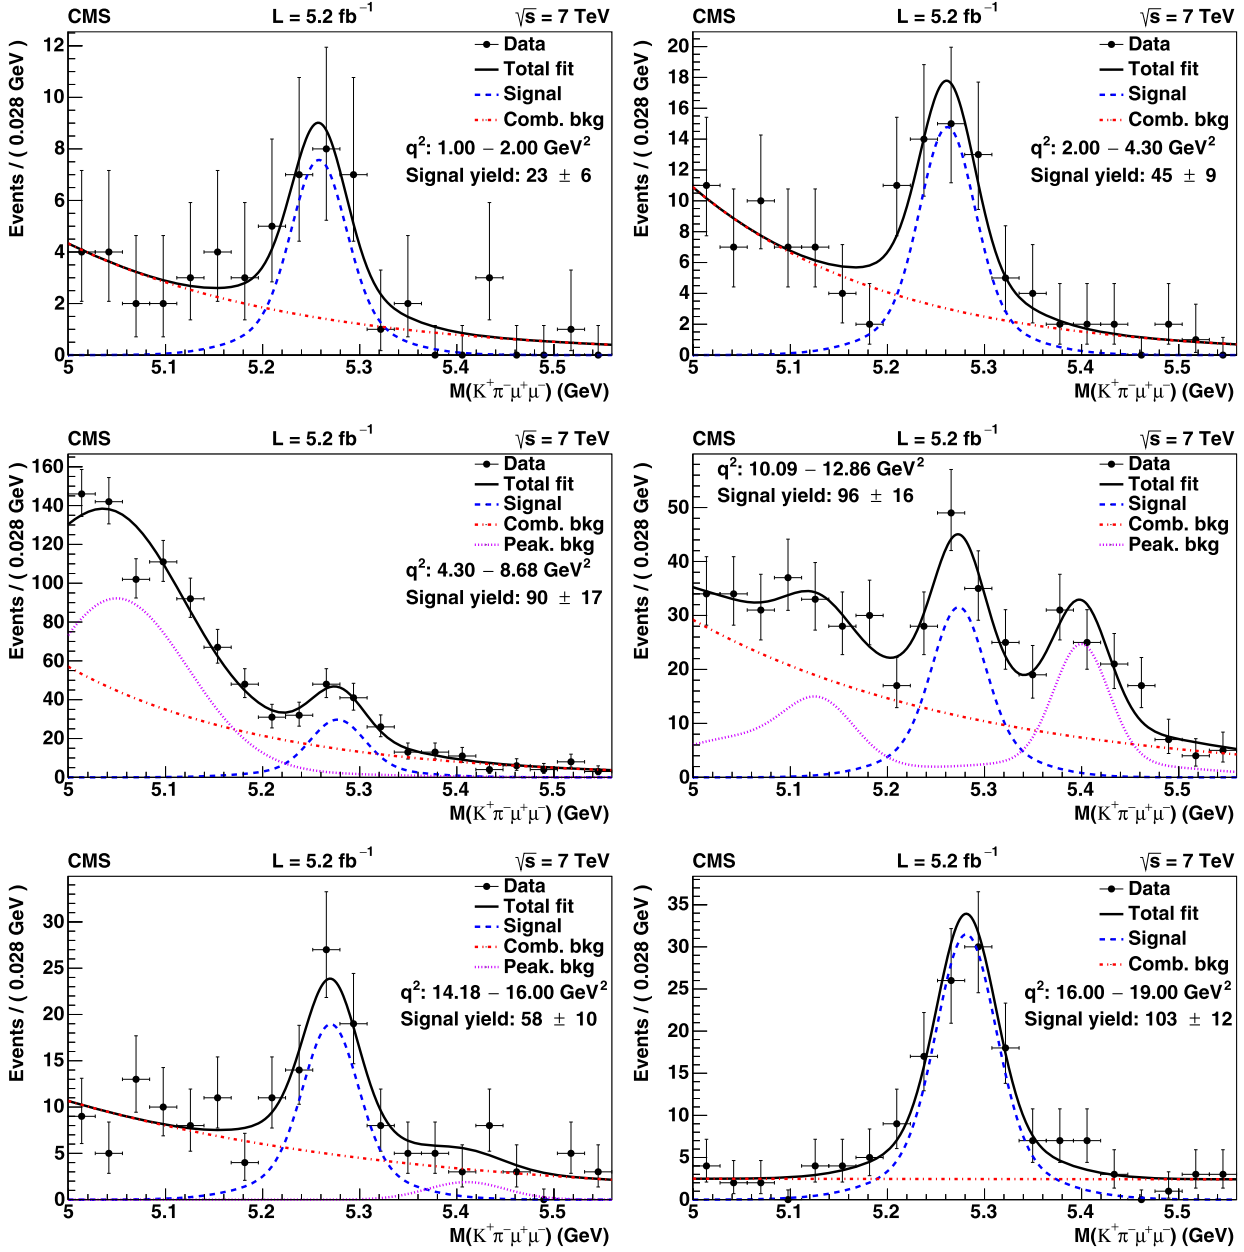 CMS L = 5.2 fb⁻¹ √s = 7 TeV
Events / ( 0.028 GeV )
12
10
8
6
4
2
0
Data
Total fit
Signal
Comb. bkg
q²: 1.00 − 2.00 GeV²
Signal yield: 23 ± 6
5 5.1 5.2 5.3 5.4 5.5
M(K⁺π⁻μ⁺μ⁻) (GeV)
CMS L = 5.2 fb⁻¹ √s = 7 TeV
Events / ( 0.028 GeV )
20
18
16
14
12
10
8
6
4
2
0
Data
Total fit
Signal
Comb. bkg
q²: 2.00 − 4.30 GeV²
Signal yield: 45 ± 9
5 5.1 5.2 5.3 5.4 5.5
M(K⁺π⁻μ⁺μ⁻) (GeV)
CMS L = 5.2 fb⁻¹ √s = 7 TeV
Events / ( 0.028 GeV )
160
140
120
100
80
60
40
20
0
Data
Total fit
Signal
Comb. bkg
Peak. bkg
q²: 4.30 − 8.68 GeV²
Signal yield: 90 ± 17
5 5.1 5.2 5.3 5.4 5.5
M(K⁺π⁻μ⁺μ⁻) (GeV)
CMS L = 5.2 fb⁻¹ √s = 7 TeV
Events / ( 0.028 GeV )
50
40
30
20
10
0
q²: 10.09 − 12.86 GeV²
Signal yield: 96 ± 16
Data
Total fit
Signal
Comb. bkg
Peak. bkg
5 5.1 5.2 5.3 5.4 5.5
M(K⁺π⁻μ⁺μ⁻) (GeV)
CMS L = 5.2 fb⁻¹ √s = 7 TeV
Events / ( 0.028 GeV )
30
25
20
15
10
5
0
Data
Total fit
Signal
Comb. bkg
Peak. bkg
q²: 14.18 − 16.00 GeV²
Signal yield: 58 ± 10
5 5.1 5.2 5.3 5.4 5.5
M(K⁺π⁻μ⁺μ⁻) (GeV)
CMS L = 5.2 fb⁻¹ √s = 7 TeV
Events / ( 0.028 GeV )
35
30
25
20
15
10
5
0
Data
Total fit
Signal
Comb. bkg
q²: 16.00 − 19.00 GeV²
Signal yield: 103 ± 12
5 5.1 5.2 5.3 5.4 5.5
M(K⁺π⁻μ⁺μ⁻) (GeV)